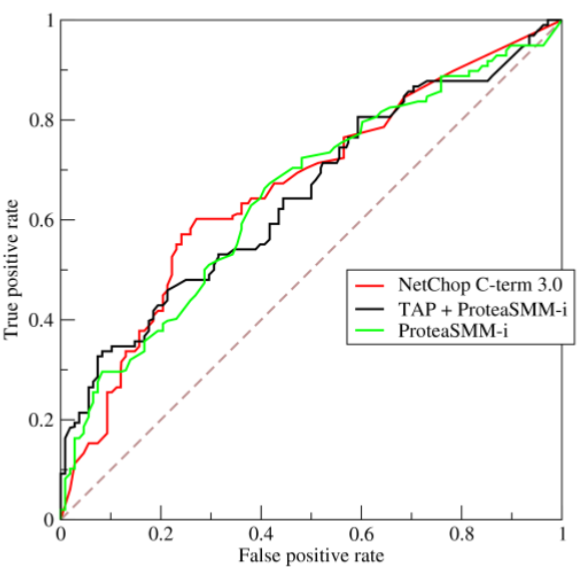 1
0.8
0.6
0.4
0.2
0
True positive rate
NetChop C-term 3.0
TAP + ProteaSMM-i
ProteaSMM-i
0 0.2 0.4 0.6 0.8 1
False positive rate